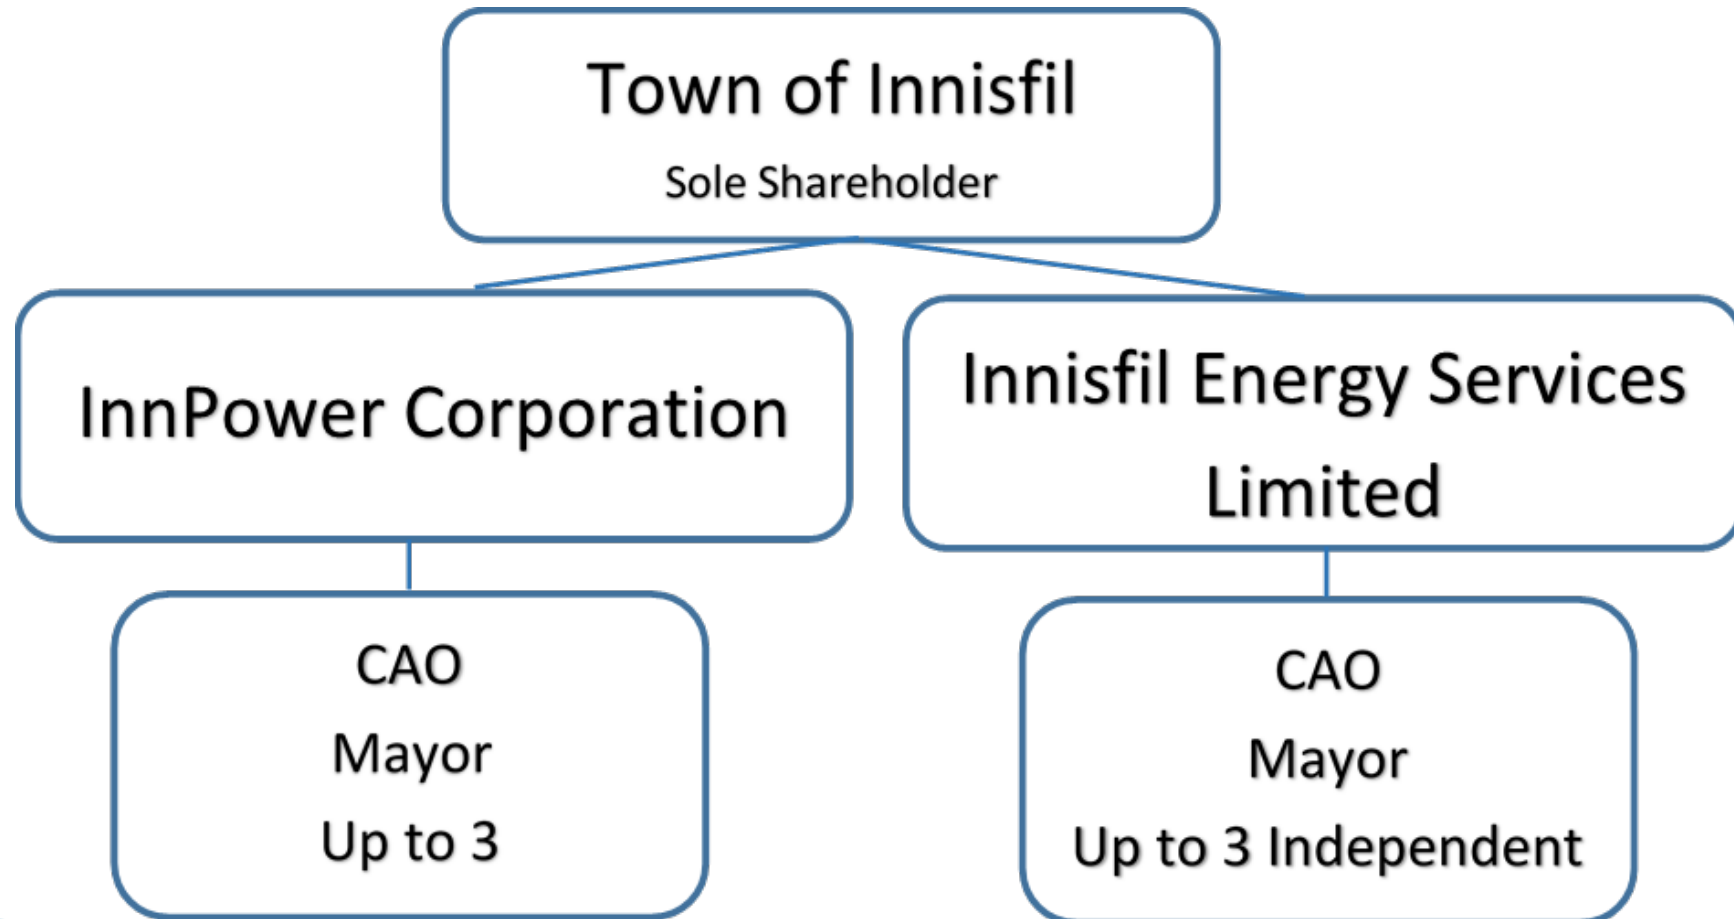 Town of Innisfil
Sole Shareholder
InnPower Corporation
Innisfil Energy Services
Limited
CAO
Mayor
Up to 3
CAO
Mayor
Up to 3 Independent